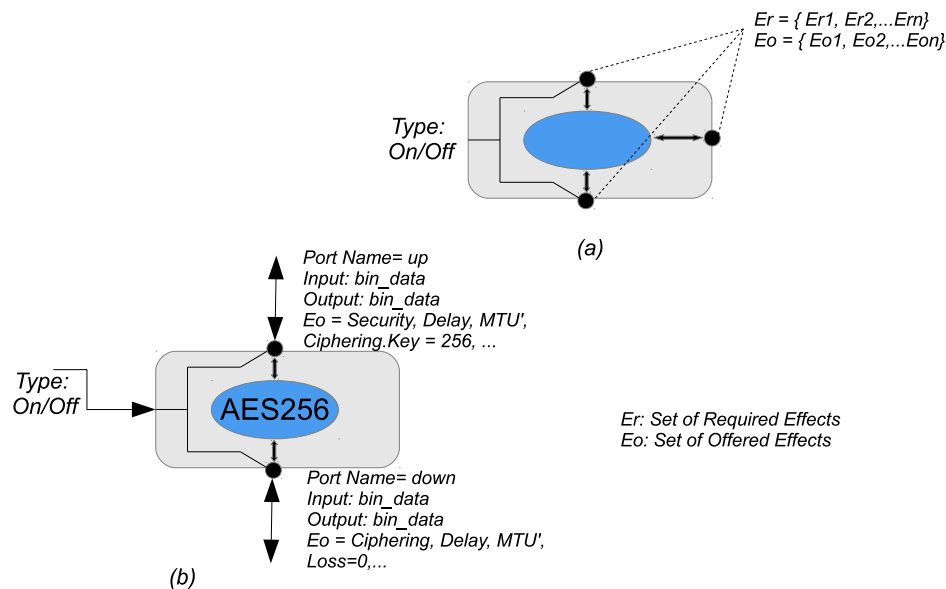 Er = { Er1, Er2,...Ern}
Eo = { Eo1, Eo2,...Eon}
Type:
On/Off
(a)
Port Name= up
Input: bin_data
Output: bin_data
Eo = Security, Delay, MTU',
Ciphering.Key = 256, ...
Type:
On/Off
AES256
Er: Set of Required Effects
Eo: Set of Offered Effects
Port Name= down
Input: bin_data
Output: bin_data
Eo = Ciphering, Delay, MTU',
Loss=0,...
(b)